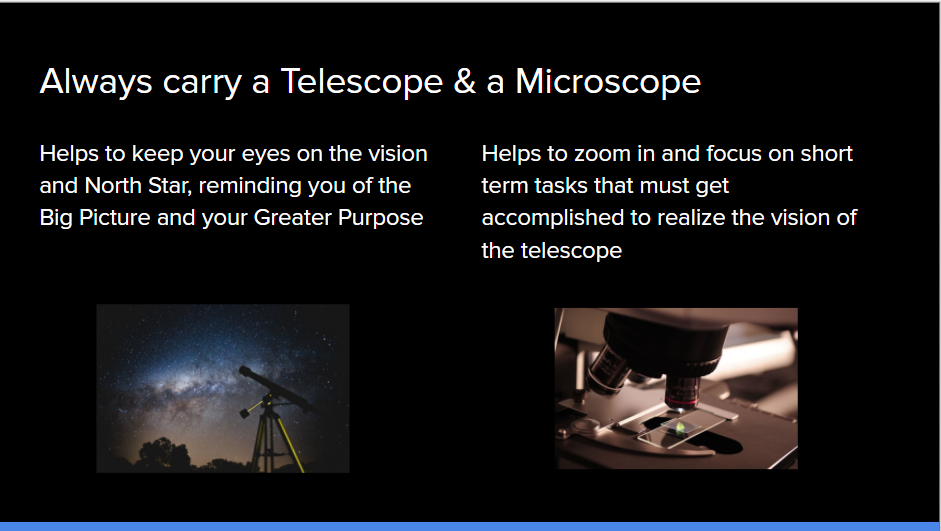 Always carry a Telescope & a Microscope
Helps to keep your eyes on the vision
and North Star, reminding you of the
Big Picture and your Greater Purpose
Helps to zoom in and focus on short
term tasks that must get
accomplished to realize the vision of
the telescope